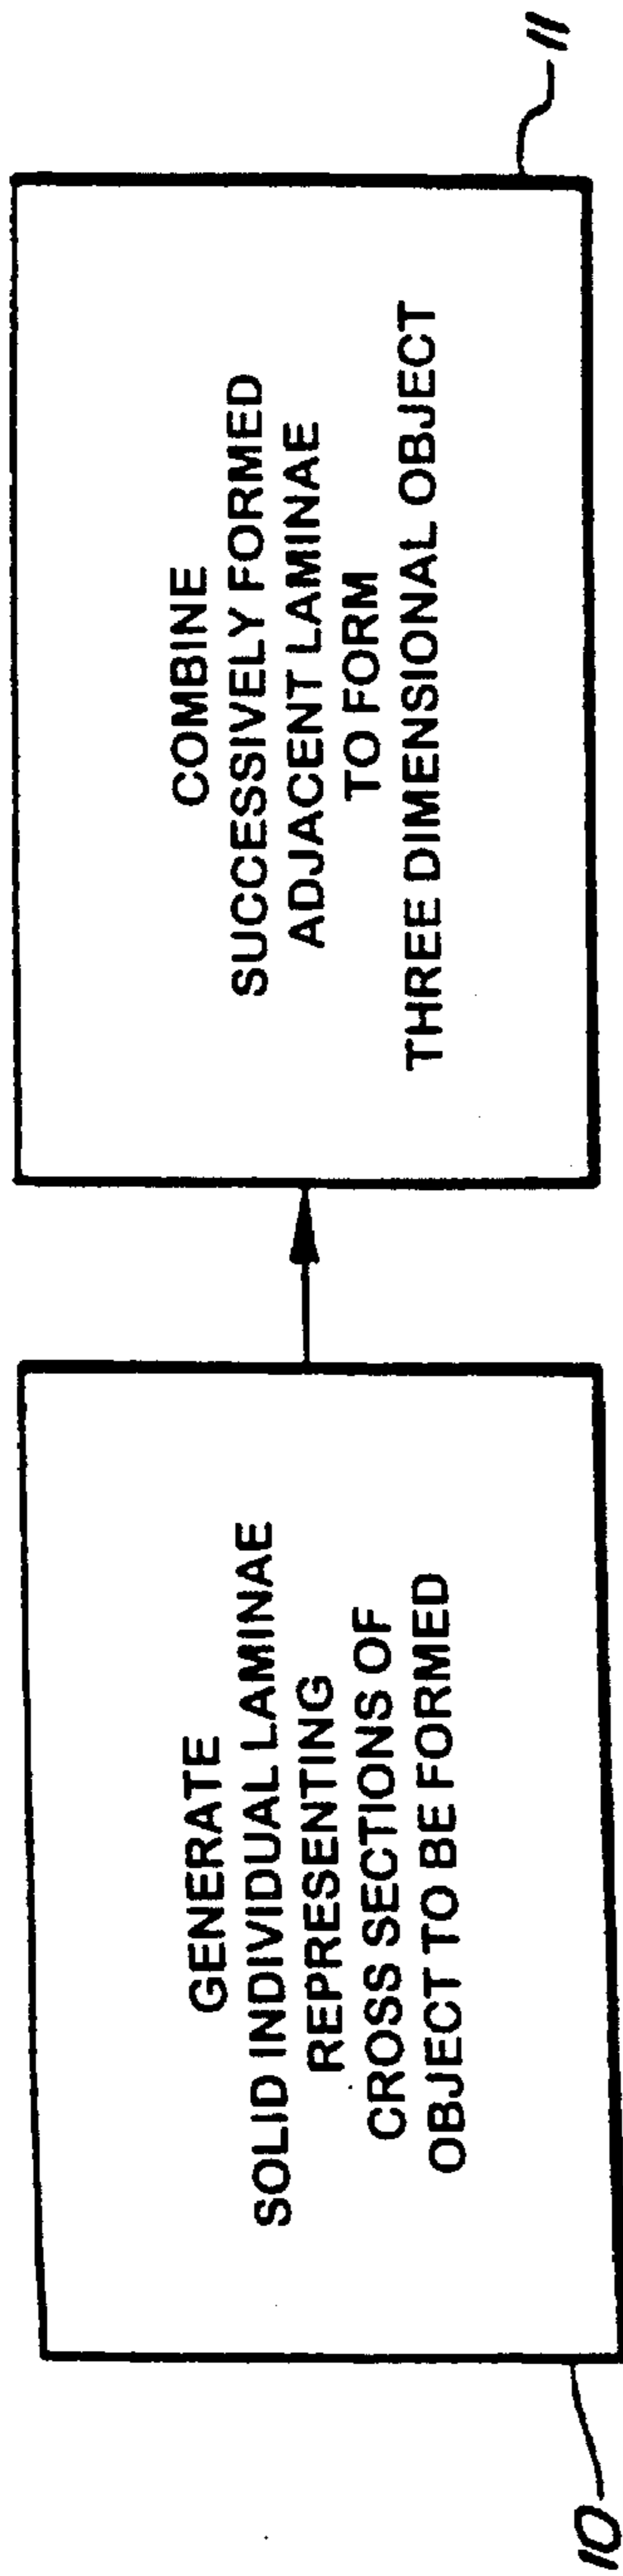 GENERATE
SOLID INDIVIDUAL LAMINAE
REPRESENTING
CROSS SECTIONS OF
OBJECT TO BE FORMED
10
COMBINE
SUCCESSIVELY FORMED
ADJACENT LAMINAE
TO FORM
THREE DIMENSIONAL OBJECT
11